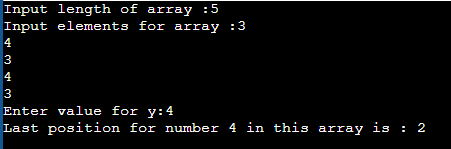 Input length of array :5
Input elements for array :3
4
3
4
3
Enter value for y:4
Last position for number 4 in this array is : 2